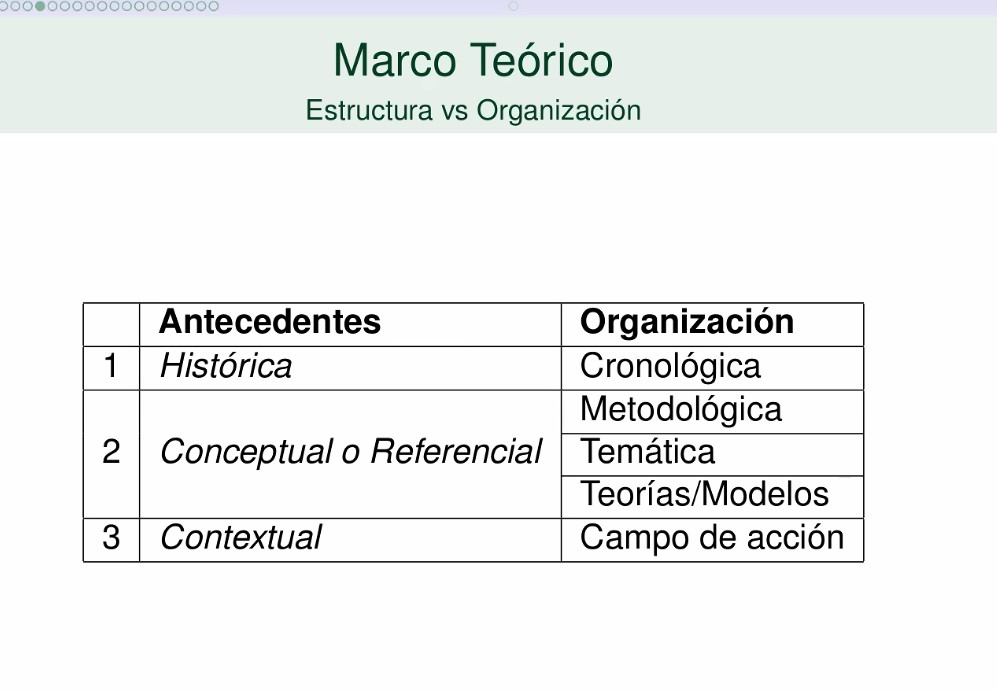 Marco Teórico
Estructura vs Organización
Antecedentes Organización
1 Histórica Cronológica
Metodológica
2 Conceptual o Referencial Temática
Teorías/Modelos
3 Contextual Campo de acción